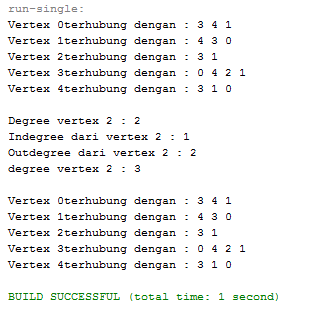 run-single:
Vertex 0terhubung dengan : 3 4 1
Vertex 1terhubung dengan : 4 3 0
Vertex 2terhubung dengan : 3 1
Vertex 3terhubung dengan : 0 4 2 1
Vertex 4terhubung dengan : 3 1 0
Degree vertex 2 : 2
Indegree dari vertex 2 : 1
Outdegree dari vertex 2 : 2
degree vertex 2 : 3
Vertex 0terhubung dengan : 3 4 1
Vertex 1terhubung dengan : 4 3 0
Vertex 2terhubung dengan : 3 1
Vertex 3terhubung dengan : 0 4 2 1
Vertex 4terhubung dengan : 3 1 0
BUILD SUCCESSFUL (total time: 1 second)